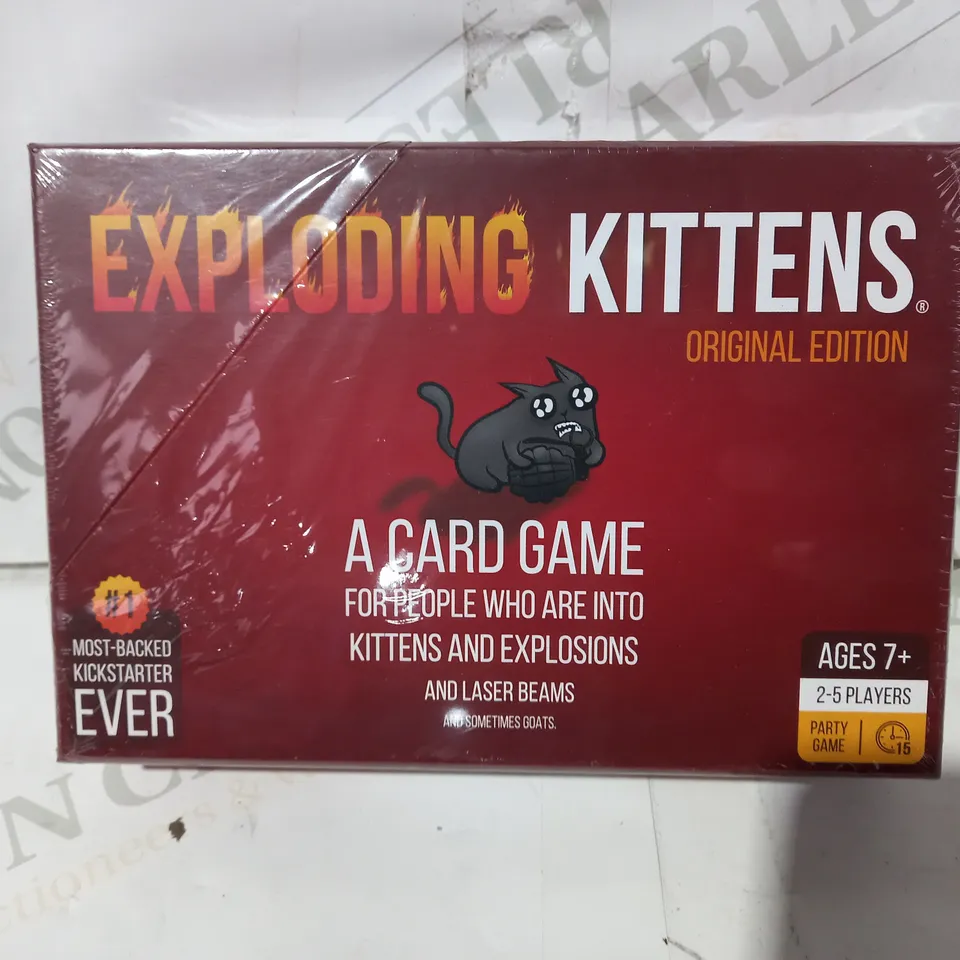 EXPLODING KITTENS®
ORIGINAL EDITION
A CARD GAME
FOR PEOPLE WHO ARE INTO
KITTENS AND EXPLOSIONS
AND LASER BEAMS
AND SOMETIMES GOATS.
#1
MOST-BACKED
KICKSTARTER
EVER
AGES 7+
2-5 PLAYERS
PARTY
GAME
15